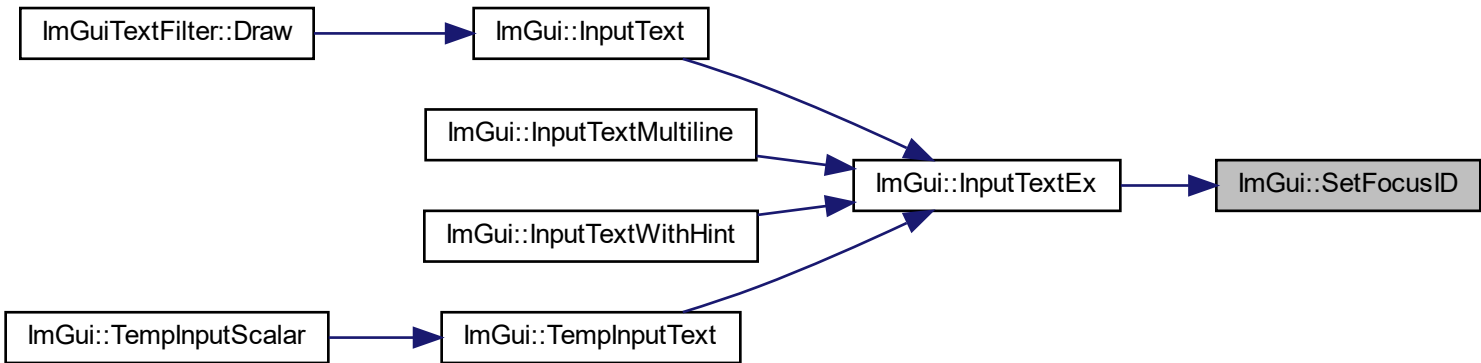 ImGuiTextFilter::Draw
ImGui::InputText
ImGui::InputTextMultiline
ImGui::InputTextEx
ImGui::SetFocusID
ImGui::InputTextWithHint
ImGui::TempInputScalar
ImGui::TempInputText